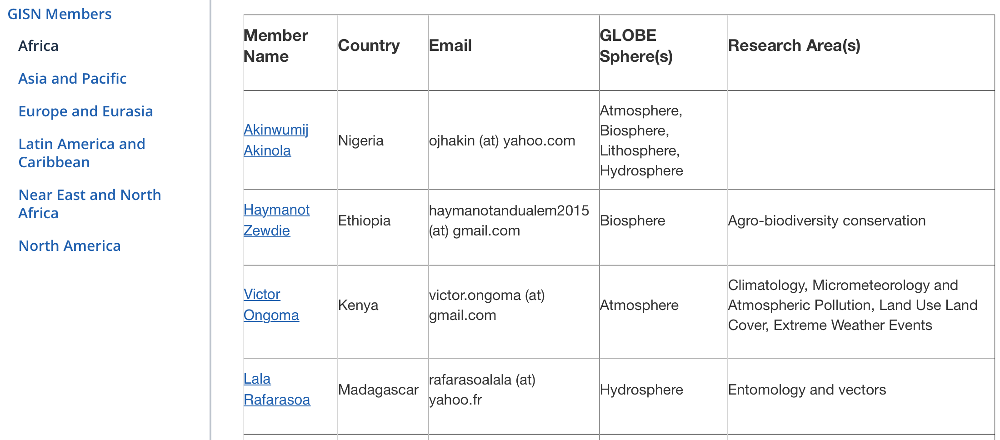 GISN Members
Africa
Asia and Pacific
Europe and Eurasia
Latin America and
Caribbean
Near East and North
Africa
North America
Member
Name
Country
Email
GLOBE
Sphere(s)
Research Area(s)
Akinwumij
Akinola
Nigeria
ojhakin (at) yahoo.com
Atmosphere,
Biosphere,
Lithosphere,
Hydrosphere
Haymanot
Zewdie
Ethiopia
haymanotandualem2015
(at) gmail.com
Biosphere
Agro-biodiversity conservation
Victor
Ongoma
Kenya
victor.ongoma (at)
gmail.com
Atmosphere
Climatology, Micrometeorology and
Atmospheric Pollution, Land Use Land
Cover, Extreme Weather Events
Lala
Rafarasoa
Madagascar
rafarasoalala (at)
yahoo.fr
Hydrosphere
Entomology and vectors